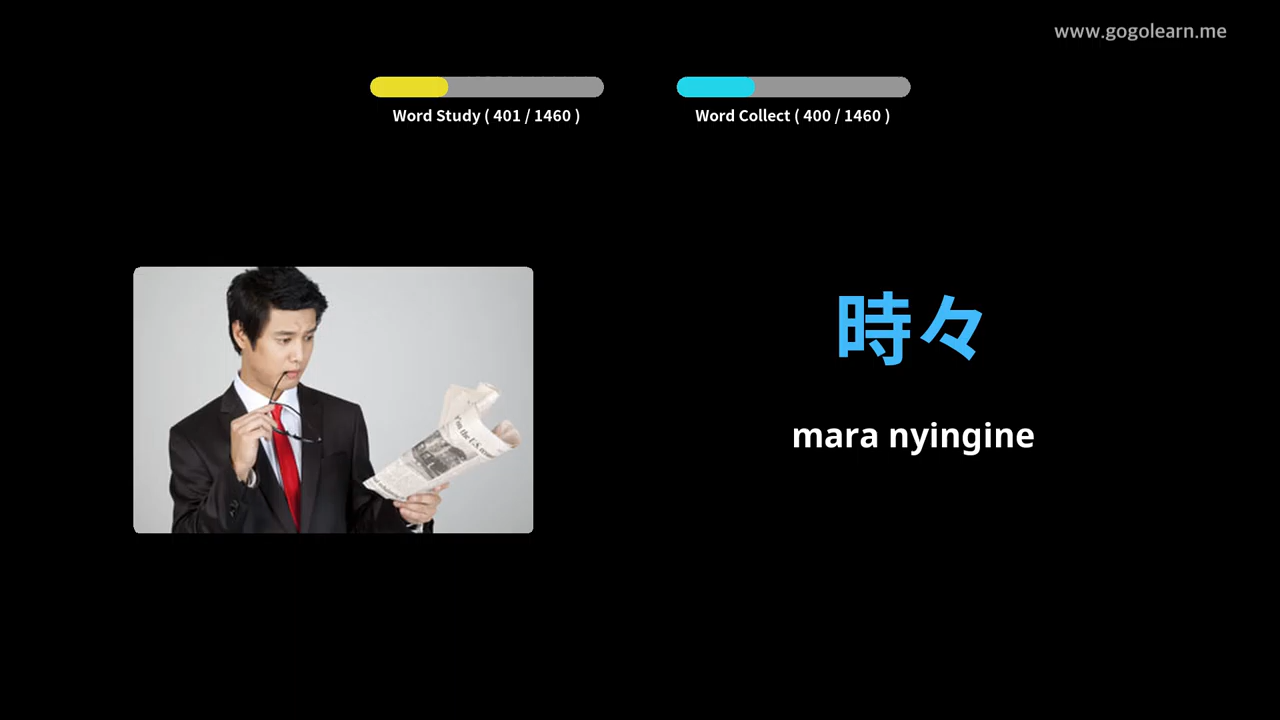 www.gogolearn.me
Word Study ( 401 / 1460 )
Word Collect ( 400 / 1460 )
時々
mara nyingine